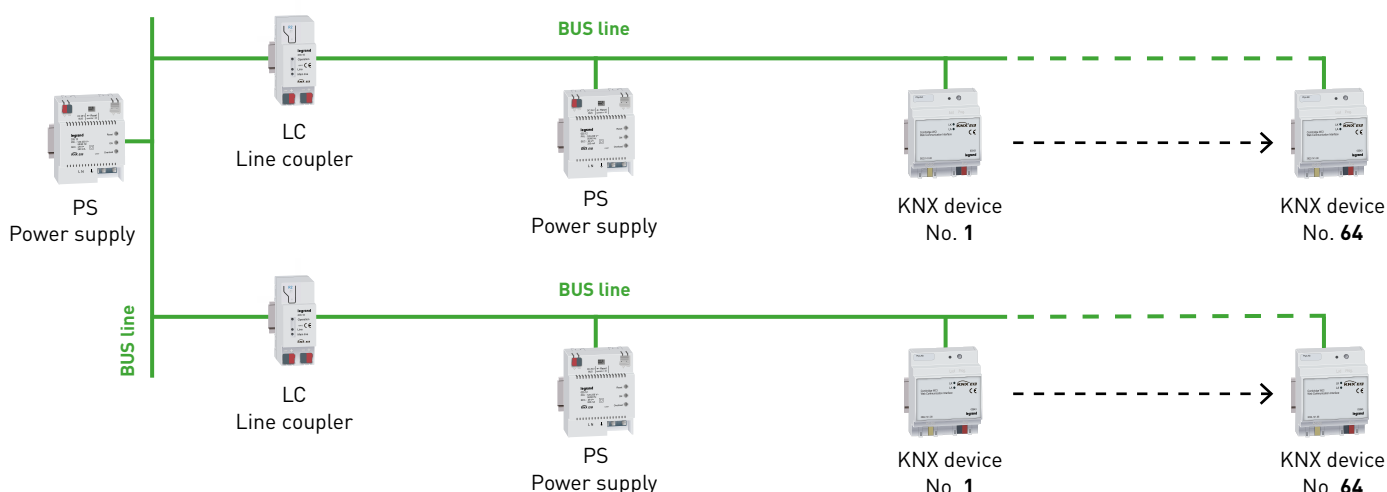 BUS line
LC
Line coupler
PS
Power supply
PS
Power supply
KNX device
No. 1
KNX device
No. 64
BUS line
BUS line
LC
Line coupler
PS
Power supply
KNX device
No. 1
KNX device
No. 64